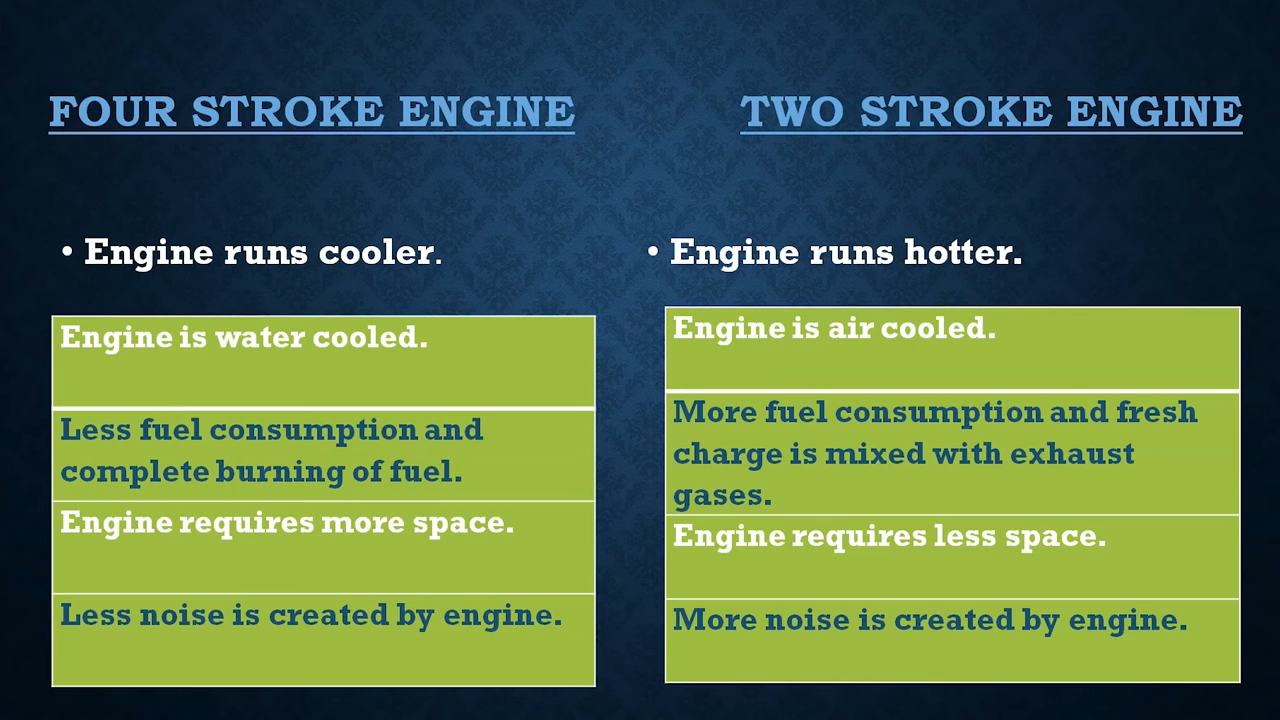 FOUR STROKE ENGINE
TWO STROKE ENGINE
• Engine runs cooler.
Engine is water cooled.
Less fuel consumption and
complete burning of fuel.
Engine requires more space.
Less noise is created by engine.
• Engine runs hotter.
Engine is air cooled.
More fuel consumption and fresh
charge is mixed with exhaust
gases.
Engine requires less space.
More noise is created by engine.